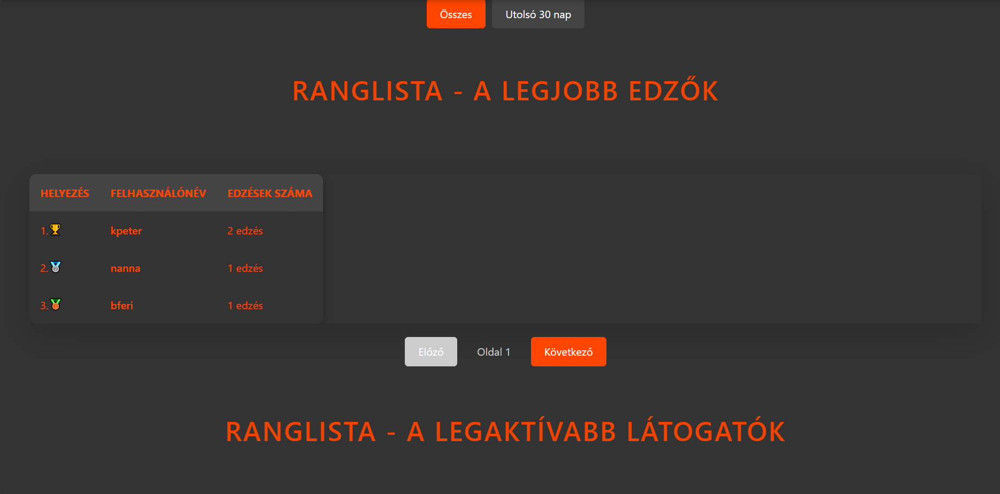 Összes Utolsó 30 nap
RANGLISTA - A LEGJOBB EDZŐK
HELYEZÉS FELHASZNÁLÓNÉV EDZÉSEK SZÁMA
1. kpeter 2 edzés
2. nanna 1 edzés
3. bferi 1 edzés
Előző Oldal 1 Következő
RANGLISTA - A LEGAKTÍVABB LÁTOGATÓK